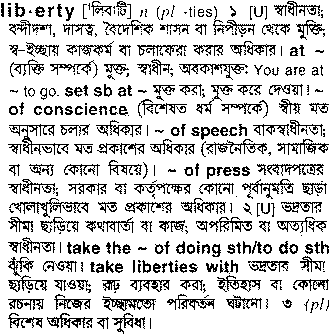 lib·erty [ˈলিবাটি] n (pl -ties) ১ [U] স্বাধীনতা;
বন্দীদশা, দাসত্ব, বৈদেশিক শাসন বা নিপীড়ন থেকে মুক্তি;
স্ব-ইচ্ছায় কাজকর্ম বা চলাফেরা করার অধিকার। at ~
(ব্যক্তি সম্পর্কে) মুক্ত; স্বাধীন; অবকাশযুক্ত: You are at
~ to go. set sb at ~ মুক্ত করা; মুক্ত করে দেওয়া। ~
of conscience (বিশেষত ধর্ম সম্পর্কে) স্বীয় মত
অনুসারে চলার অধিকার। ~ of speech বাকস্বাধীনতা;
স্বাধীনভাবে মত প্রকাশের অধিকার (রাজনৈতিক, সামাজিক
বা অন্য কোনো বিষয়ে)। ~ of press সংবাদপত্রের
স্বাধীনতা; সরকার বা কর্তৃপক্ষের কোনো পূর্বানুমতি ছাড়া
খোলাখুলিভাবে মত প্রকাশের অধিকার। ২ [U] ভদ্রতার
সীমা ছাড়িয়ে কথাবার্তা বা কাজ; অপরিমিত বা অত্যধিক
স্বাধীনতা। take the ~ of doing sth/to do sth
ঝুঁকি নেওয়া। take liberties with ভদ্রতার সীমা
ছাড়িয়ে যাওয়া; রূঢ় ব্যবহার করা; ইতিহাস বা কোনো
রচনায় নিজের ইচ্ছামতো পরিবর্তন ঘটানো। ৩ (pl)
বিশেষ অধিকার বা সুবিধা।